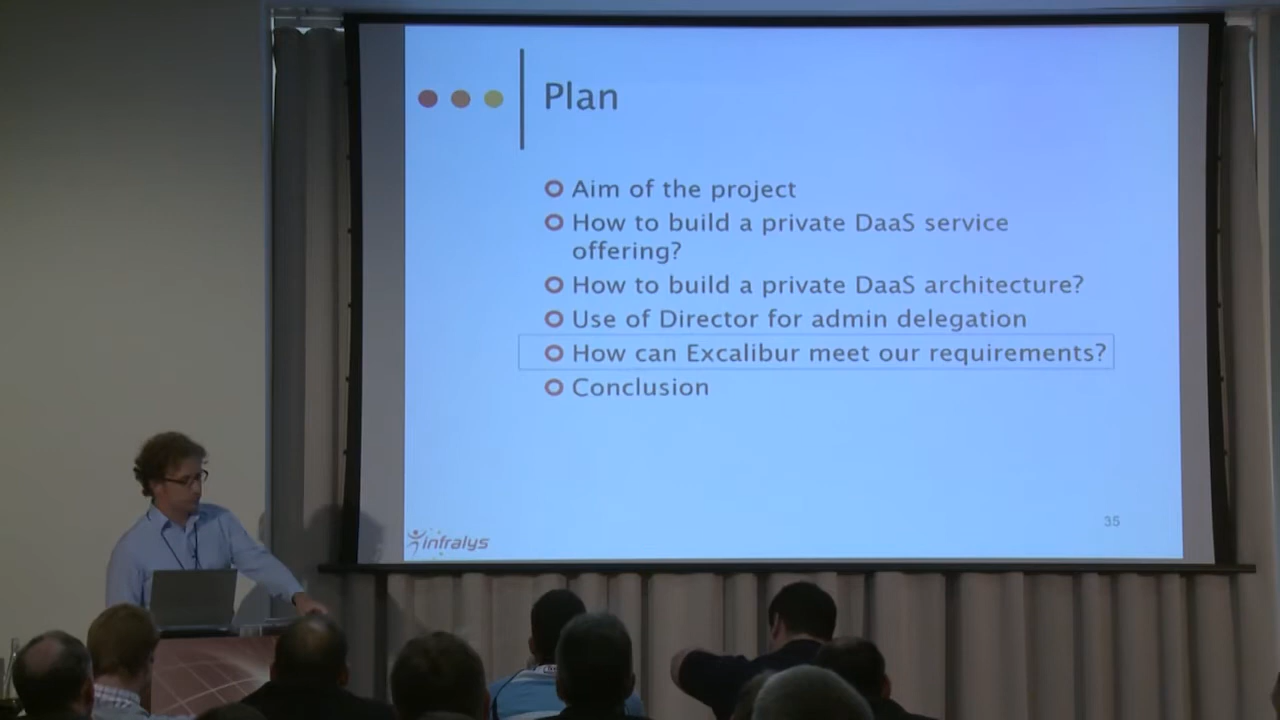 Plan
Aim of the project
How to build a private DaaS service
offering?
How to build a private DaaS architecture?
Use of Director for admin delegation
How can Excalibur meet our requirements?
Conclusion
35
infralys